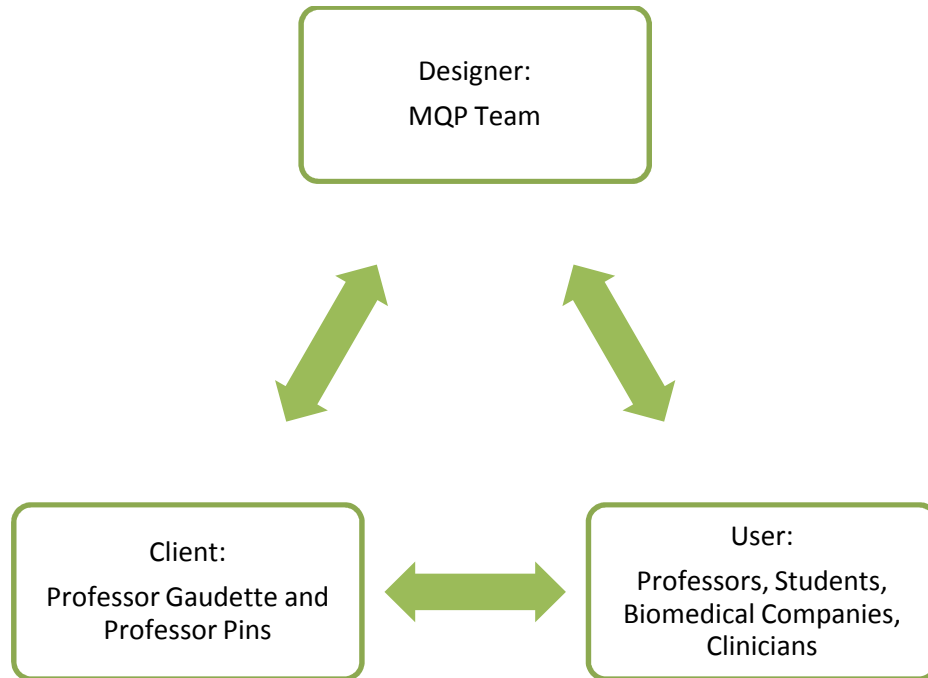 Designer:
MQP Team
Client:
Professor Gaudette and
Professor Pins
User:
Professors, Students,
Biomedical Companies,
Clinicians